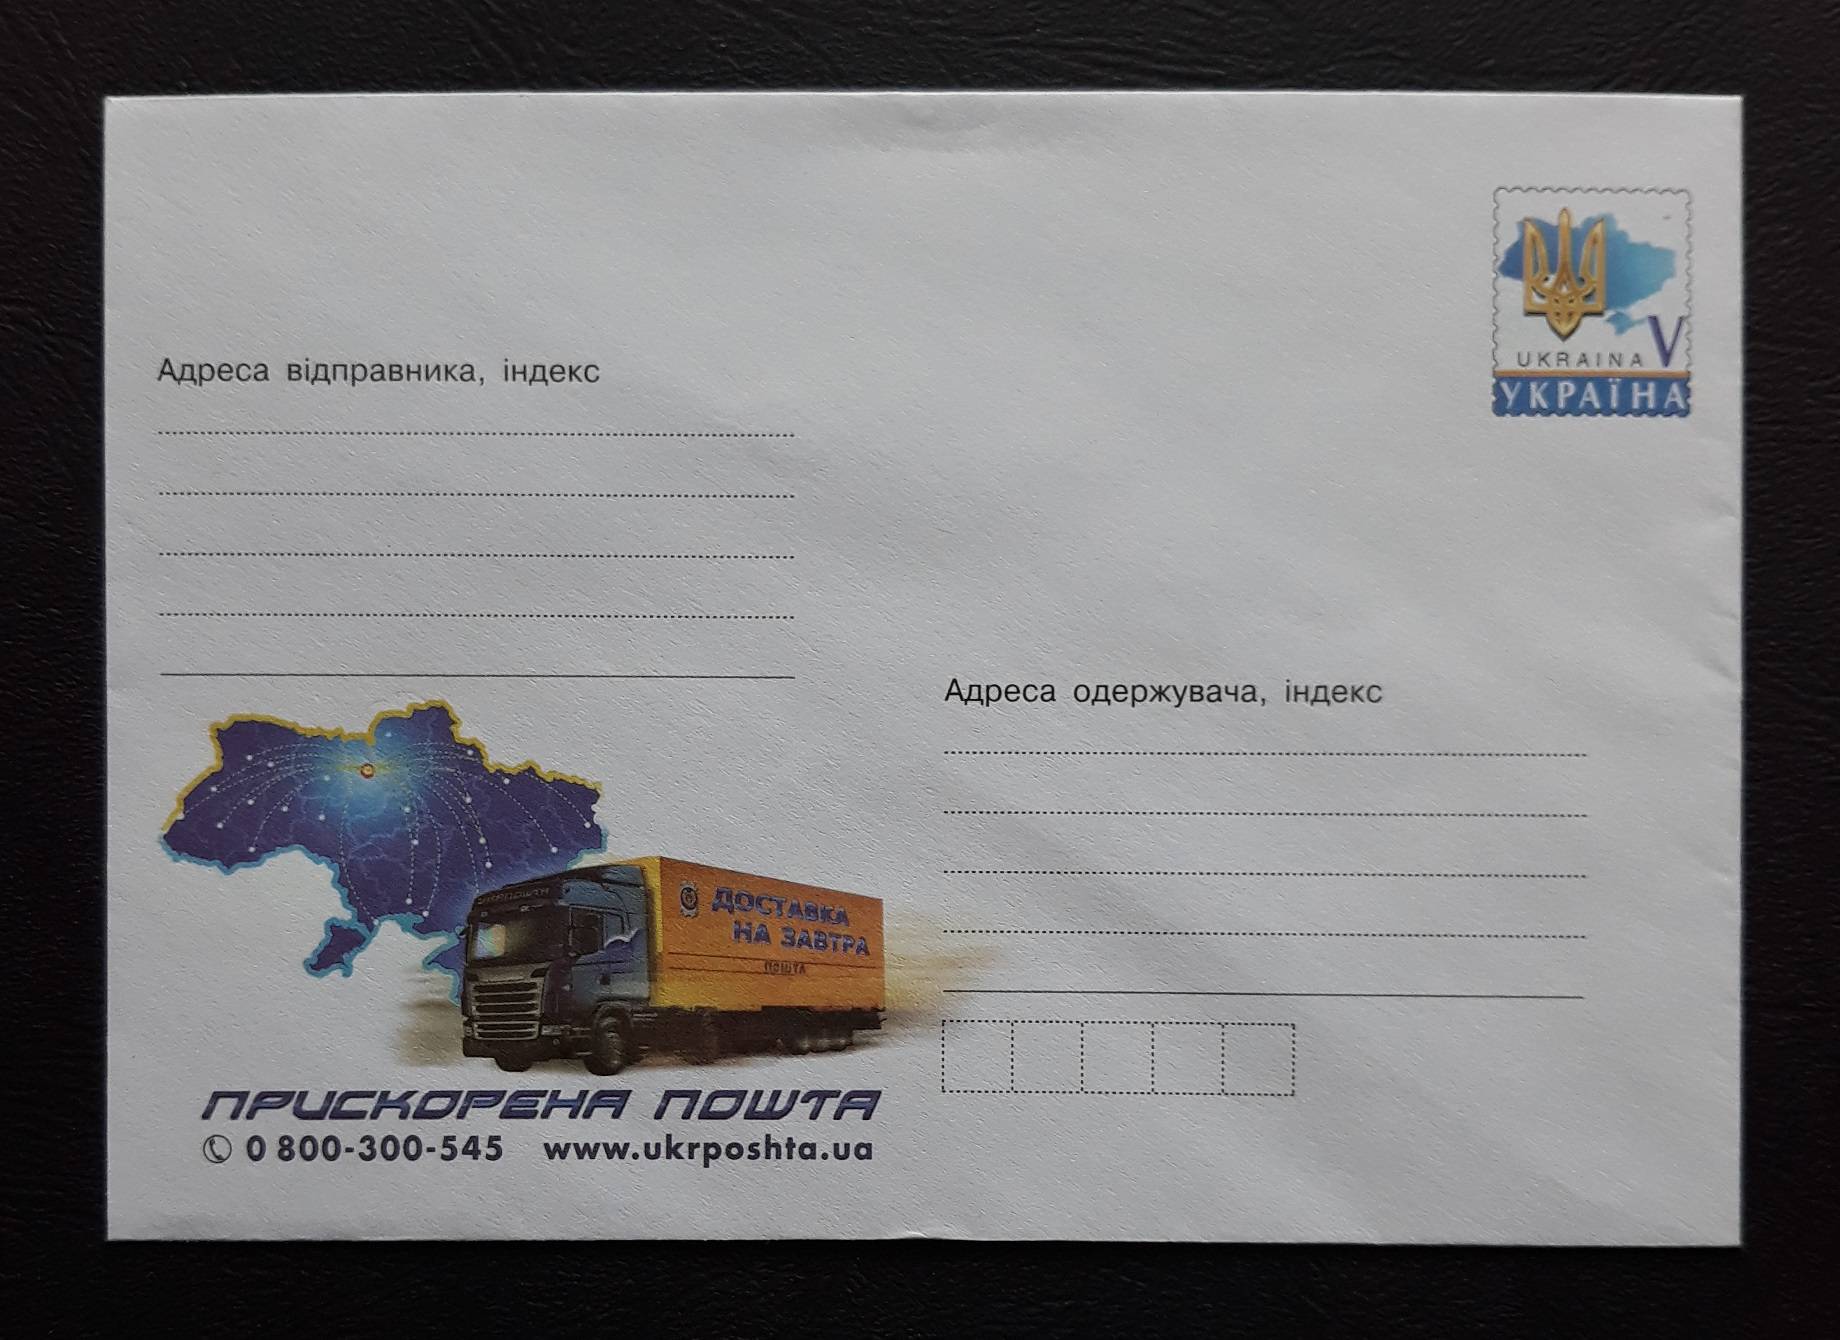 UKRAINA V
УКРАЇНА
Адреса відправника, індекс
Адреса одержувача, індекс
УКРПОШТА
ДОСТАВКА
НА ЗАВТРА
ПОШТА
ПРИСКОРЕНА ПОШТА
0 800-300-545 www.ukrposhta.ua